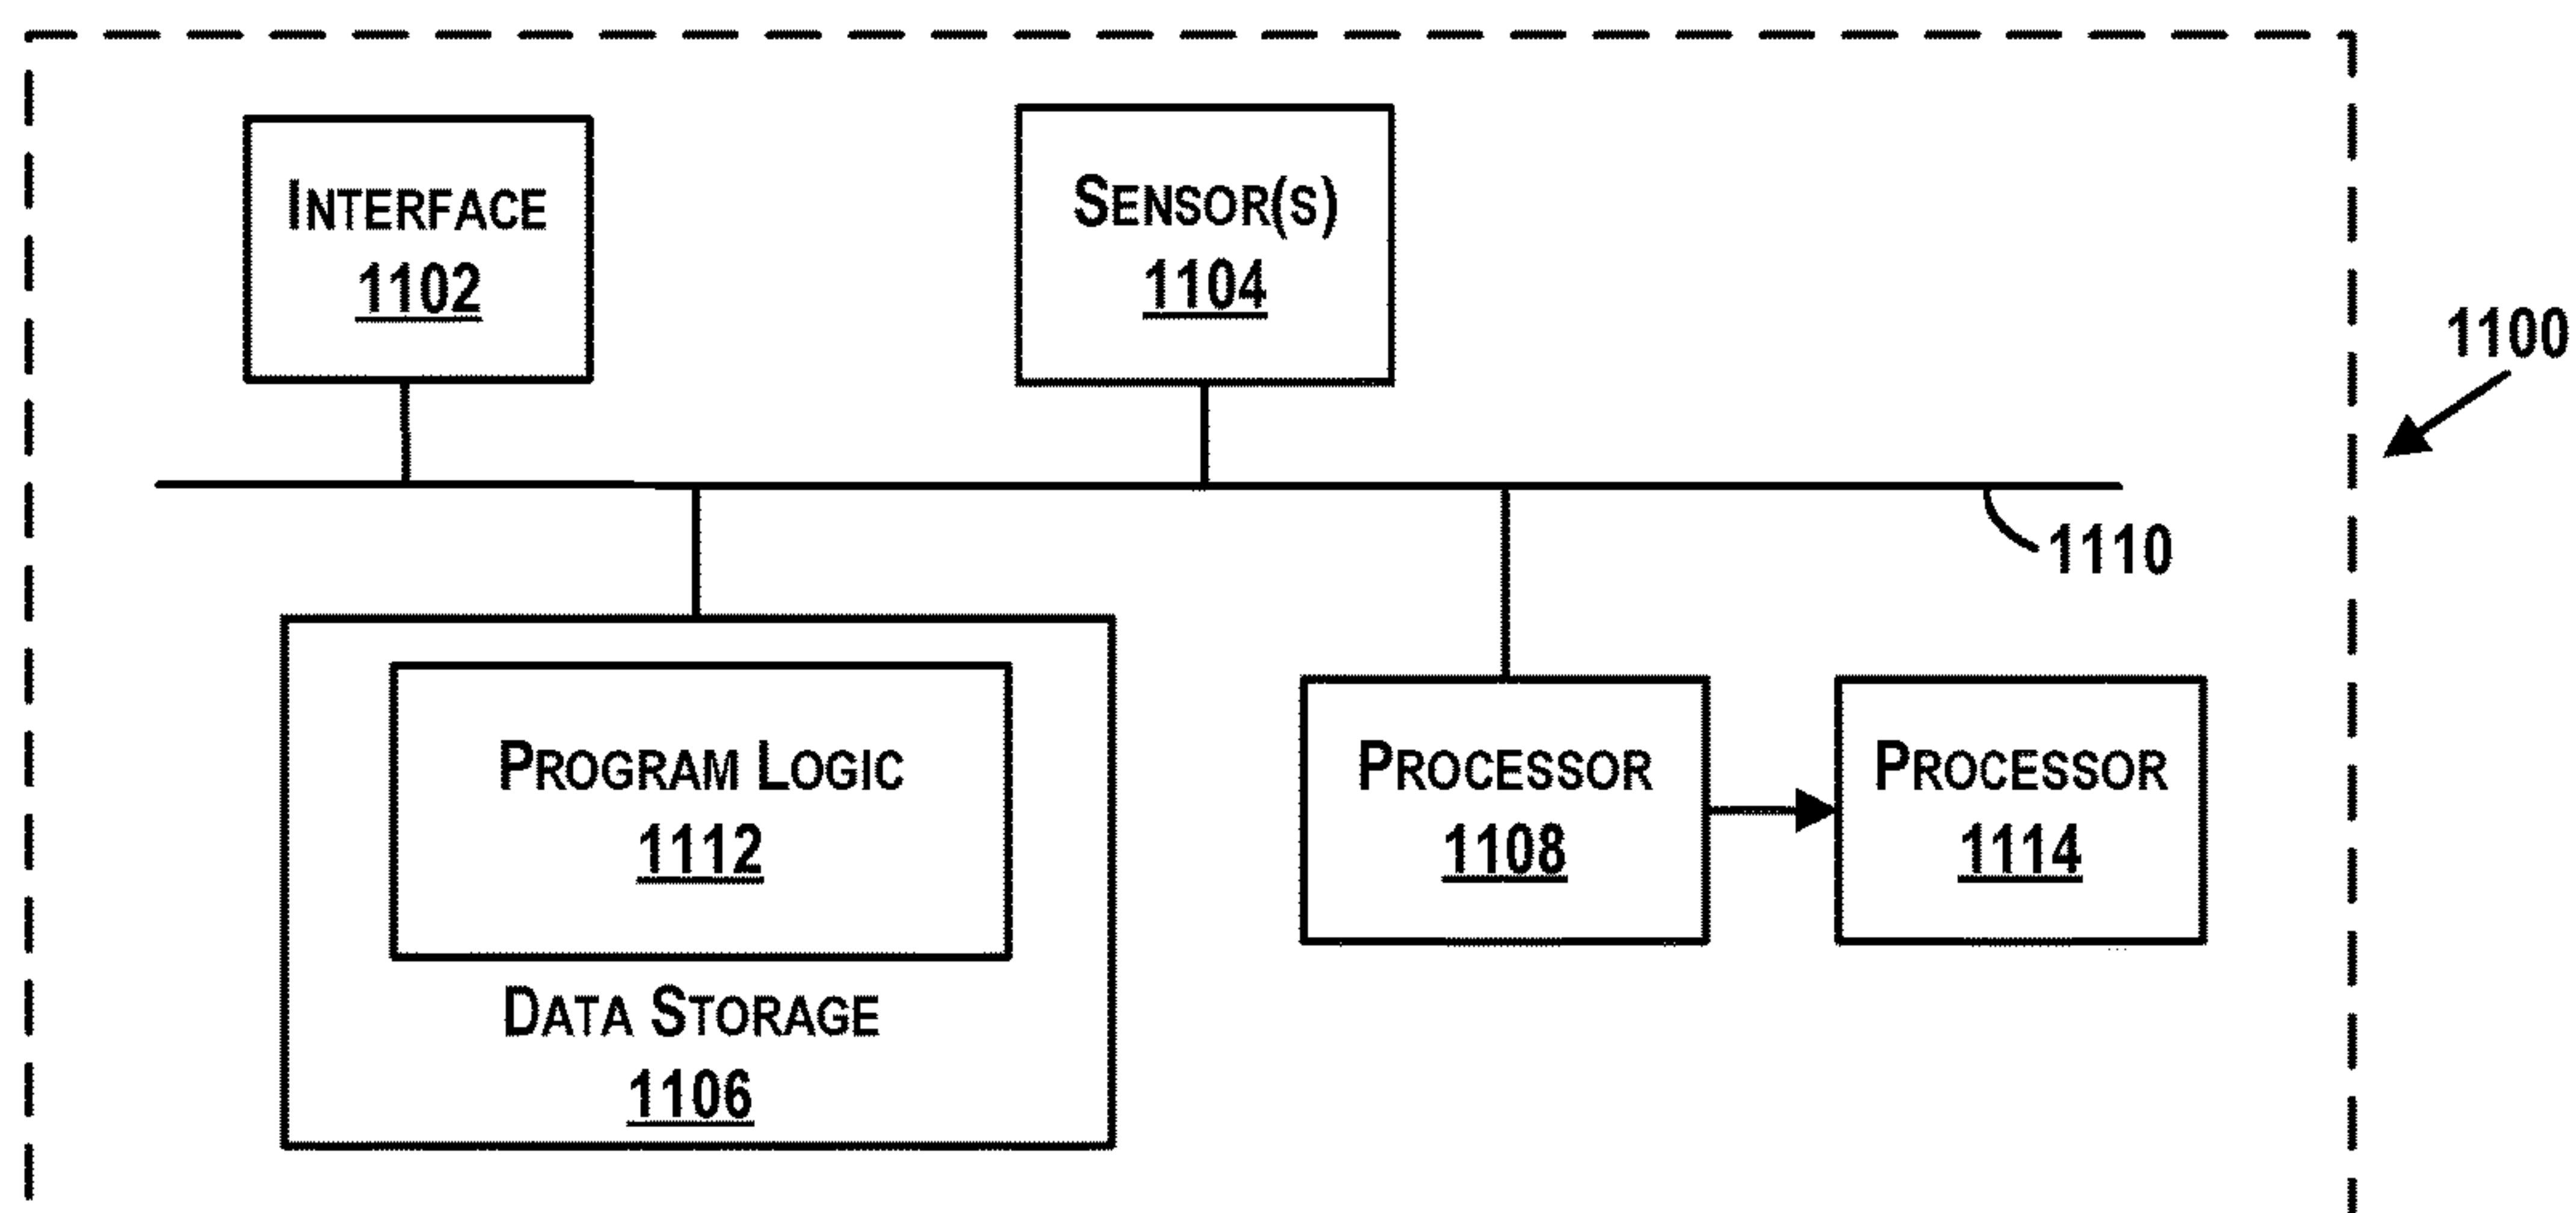 INTERFACE
1102
SENSOR(S)
1104
1100
1110
PROGRAM LOGIC
1112
DATA STORAGE
1106
PROCESSOR
1108
PROCESSOR
1114